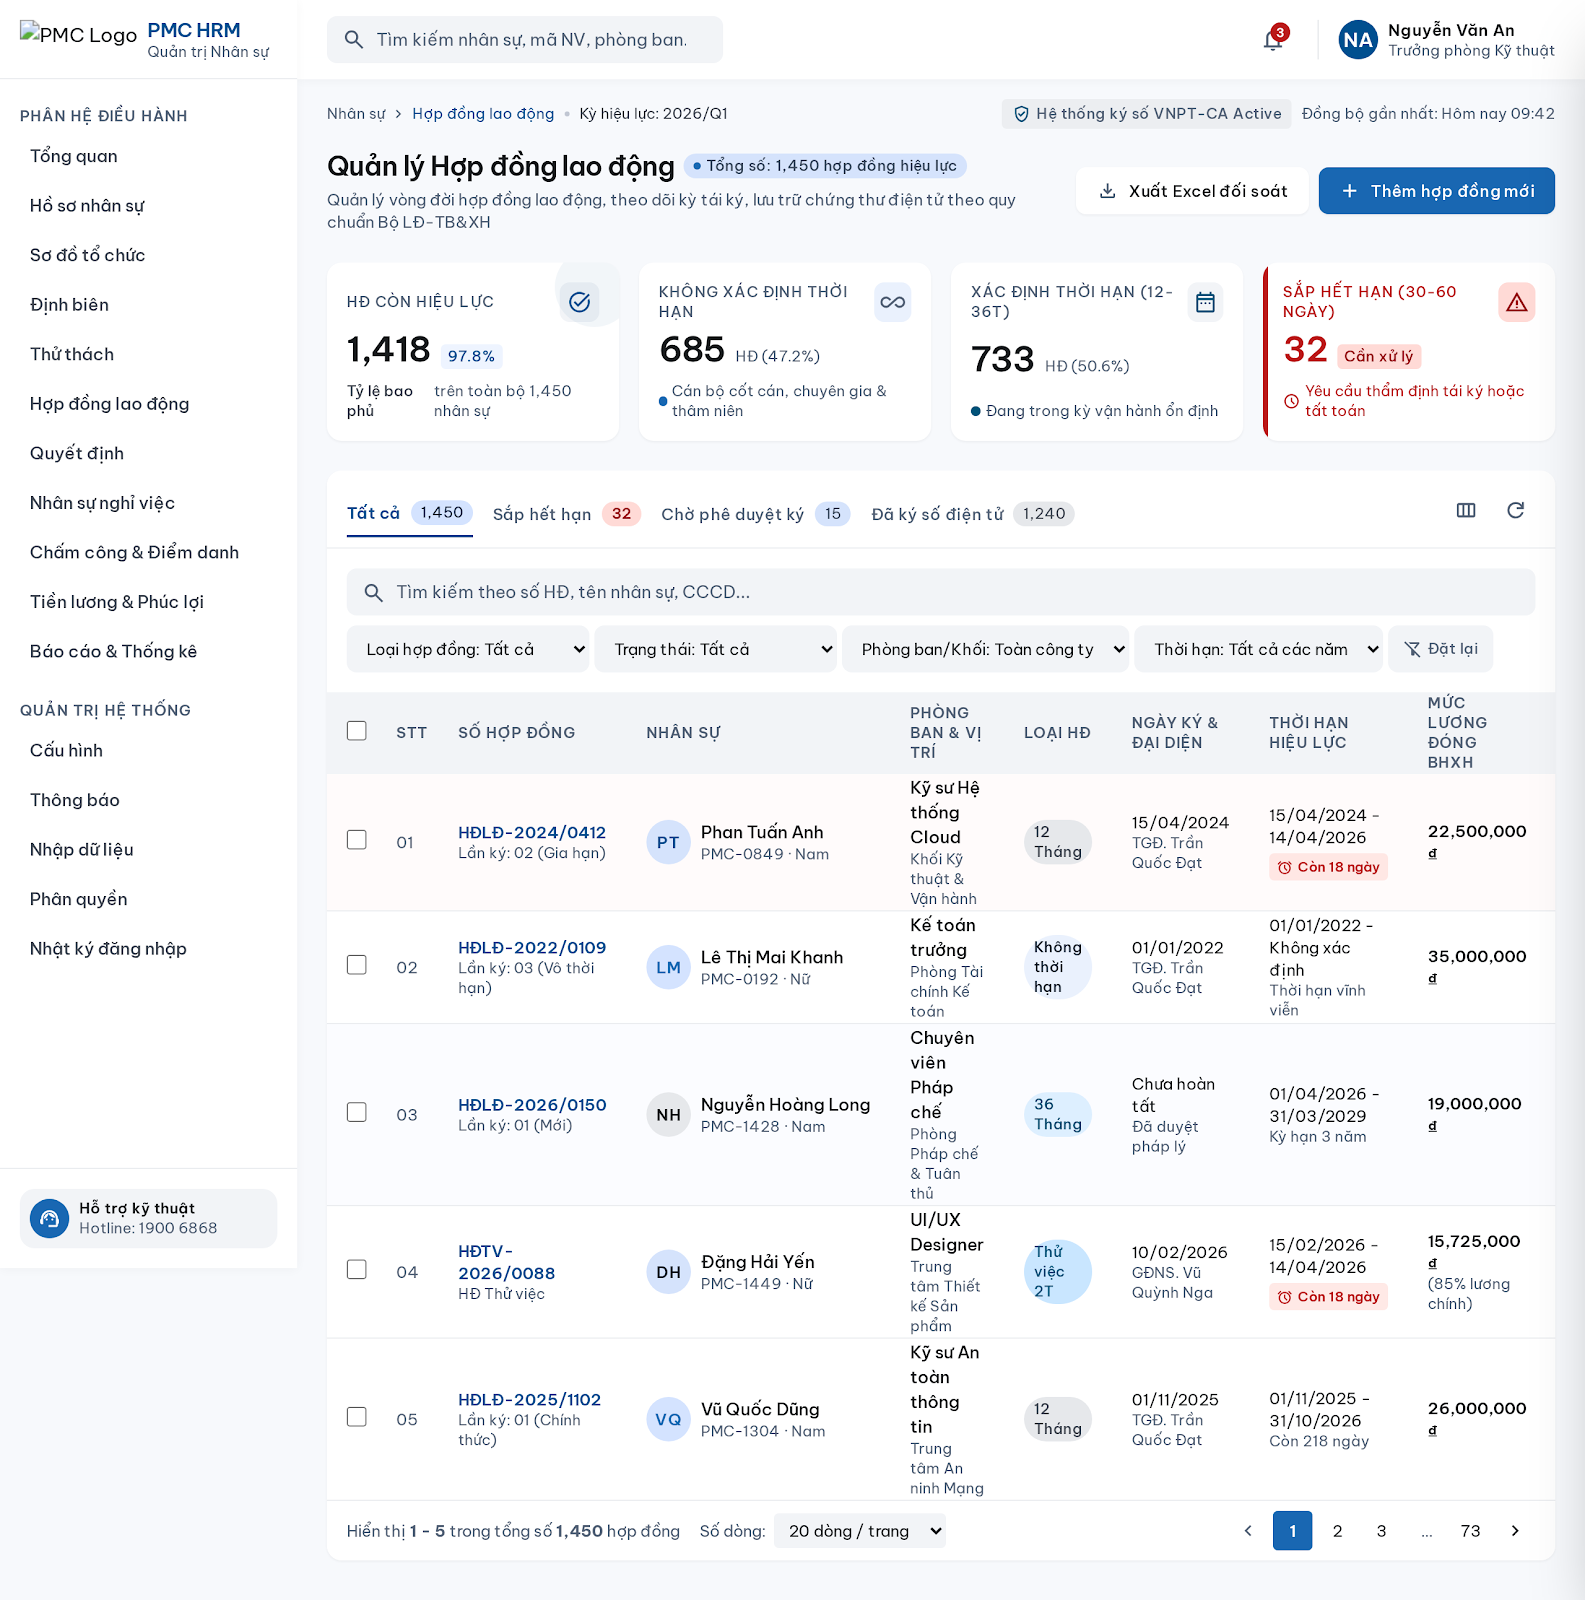 PMC Logo
PMC HRM
Quản trị Nhân sự
Tìm kiếm nhân sự, mã NV, phòng ban.
3
NA
Nguyễn Văn An
Trưởng phòng Kỹ thuật
PHÂN HỆ ĐIỀU HÀNH
Tổng quan
Hồ sơ nhân sự
Sơ đồ tổ chức
Định biên
Thử thách
Hợp đồng lao động
Quyết định
Nhân sự nghỉ việc
Chấm công & Điểm danh
Tiền lương & Phúc lợi
Báo cáo & Thống kê
QUẢN TRỊ HỆ THỐNG
Cấu hình
Thông báo
Nhập dữ liệu
Phân quyền
Nhật ký đăng nhập
Hỗ trợ kỹ thuật
Hotline: 1900 6868
Nhân sự > Hợp đồng lao động • Kỳ hiệu lực: 2026/Q1
Hệ thống ký số VNPT-CA Active
Đồng bộ gần nhất: Hôm nay 09:42
Quản lý Hợp đồng lao động
• Tổng số: 1,450 hợp đồng hiệu lực
Quản lý vòng đời hợp đồng lao động, theo dõi kỳ tái ký, lưu trữ chứng thư điện tử theo quy
chuẩn Bộ LĐ-TB&XH
Xuất Excel đối soát
Thêm hợp đồng mới
HĐ CÒN HIỆU LỰC
1,418 97.8%
Tỷ lệ bao
phủ
trên toàn bộ 1,450
nhân sự
KHÔNG XÁC ĐỊNH THỜI
HẠN
685 HĐ (47.2%)
Cán bộ cốt cán, chuyên gia &
thâm niên
XÁC ĐỊNH THỜI HẠN (12-
36T)
733 HĐ (50.6%)
Đang trong kỳ vận hành ổn định
SẮP HẾT HẠN (30-60
NGÀY)
32 Cần xử lý
Yêu cầu thẩm định tái ký hoặc
tất toán
Tất cả 1,450
Sắp hết hạn 32
Chờ phê duyệt ký 15
Đã ký số điện tử 1,240
Tìm kiếm theo số HĐ, tên nhân sự, CCCD...
Loại hợp đồng: Tất cả
Trạng thái: Tất cả
Phòng ban/Khối: Toàn công ty
Thời hạn: Tất cả các năm
Đặt lại
STT
SỐ HỢP ĐỒNG
NHÂN SỰ
PHÒNG
BAN & VỊ
TRÍ
LOẠI HĐ
NGÀY KÝ &
ĐẠI DIỆN
THỜI HẠN
HIỆU LỰC
MỨC
LƯƠNG
ĐÓNG
BHXH
01
HĐLĐ-2024/0412
Lần ký: 02 (Gia hạn)
PT
Phan Tuấn Anh
PMC-0849 · Nam
Kỹ sư Hệ
thống
Cloud
Khối Kỹ
thuật &
Vận hành
12
Tháng
15/04/2024
TGĐ. Trần
Quốc Đạt
15/04/2024 -
14/04/2026
Còn 18 ngày
22,500,000
đ
02
HĐLĐ-2022/0109
Lần ký: 03 (Vô thời
hạn)
LM
Lê Thị Mai Khanh
PMC-0192 · Nữ
Kế toán
trưởng
Phòng Tài
chính Kế
toán
Không
thời
hạn
01/01/2022
TGĐ. Trần
Quốc Đạt
01/01/2022 -
Không xác
định
Thời hạn vĩnh
viễn
35,000,000
đ
03
HĐLĐ-2026/0150
Lần ký: 01 (Mới)
NH
Nguyễn Hoàng Long
PMC-1428 · Nam
Chuyên
viên
Pháp
chế
Phòng
Pháp chế
& Tuân
thủ
36
Tháng
Chưa hoàn
tất
Đã duyệt
pháp lý
01/04/2026 -
31/03/2029
Kỳ hạn 3 năm
19,000,000
đ
04
HĐTV-
2026/0088
HĐ Thử việc
DH
Đặng Hải Yến
PMC-1449 · Nữ
UI/UX
Designer
Trung
tâm Thiết
kế Sản
phẩm
Thử
việc
2T
10/02/2026
GĐNS. Vũ
Quỳnh Nga
15/02/2026 -
14/04/2026
Còn 18 ngày
15,725,000
đ
(85% lương
chính)
05
HĐLĐ-2025/1102
Lần ký: 01 (Chính
thức)
VQ
Vũ Quốc Dũng
PMC-1304 · Nam
Kỹ sư An
toàn
thông
tin
Trung
tâm An
ninh Mạng
12
Tháng
01/11/2025
TGĐ. Trần
Quốc Đạt
01/11/2025 -
31/10/2026
Còn 218 ngày
26,000,000
đ
Hiển thị 1 - 5 trong tổng số 1,450 hợp đồng
Số dòng: 20 dòng / trang
1 2 3 ... 73